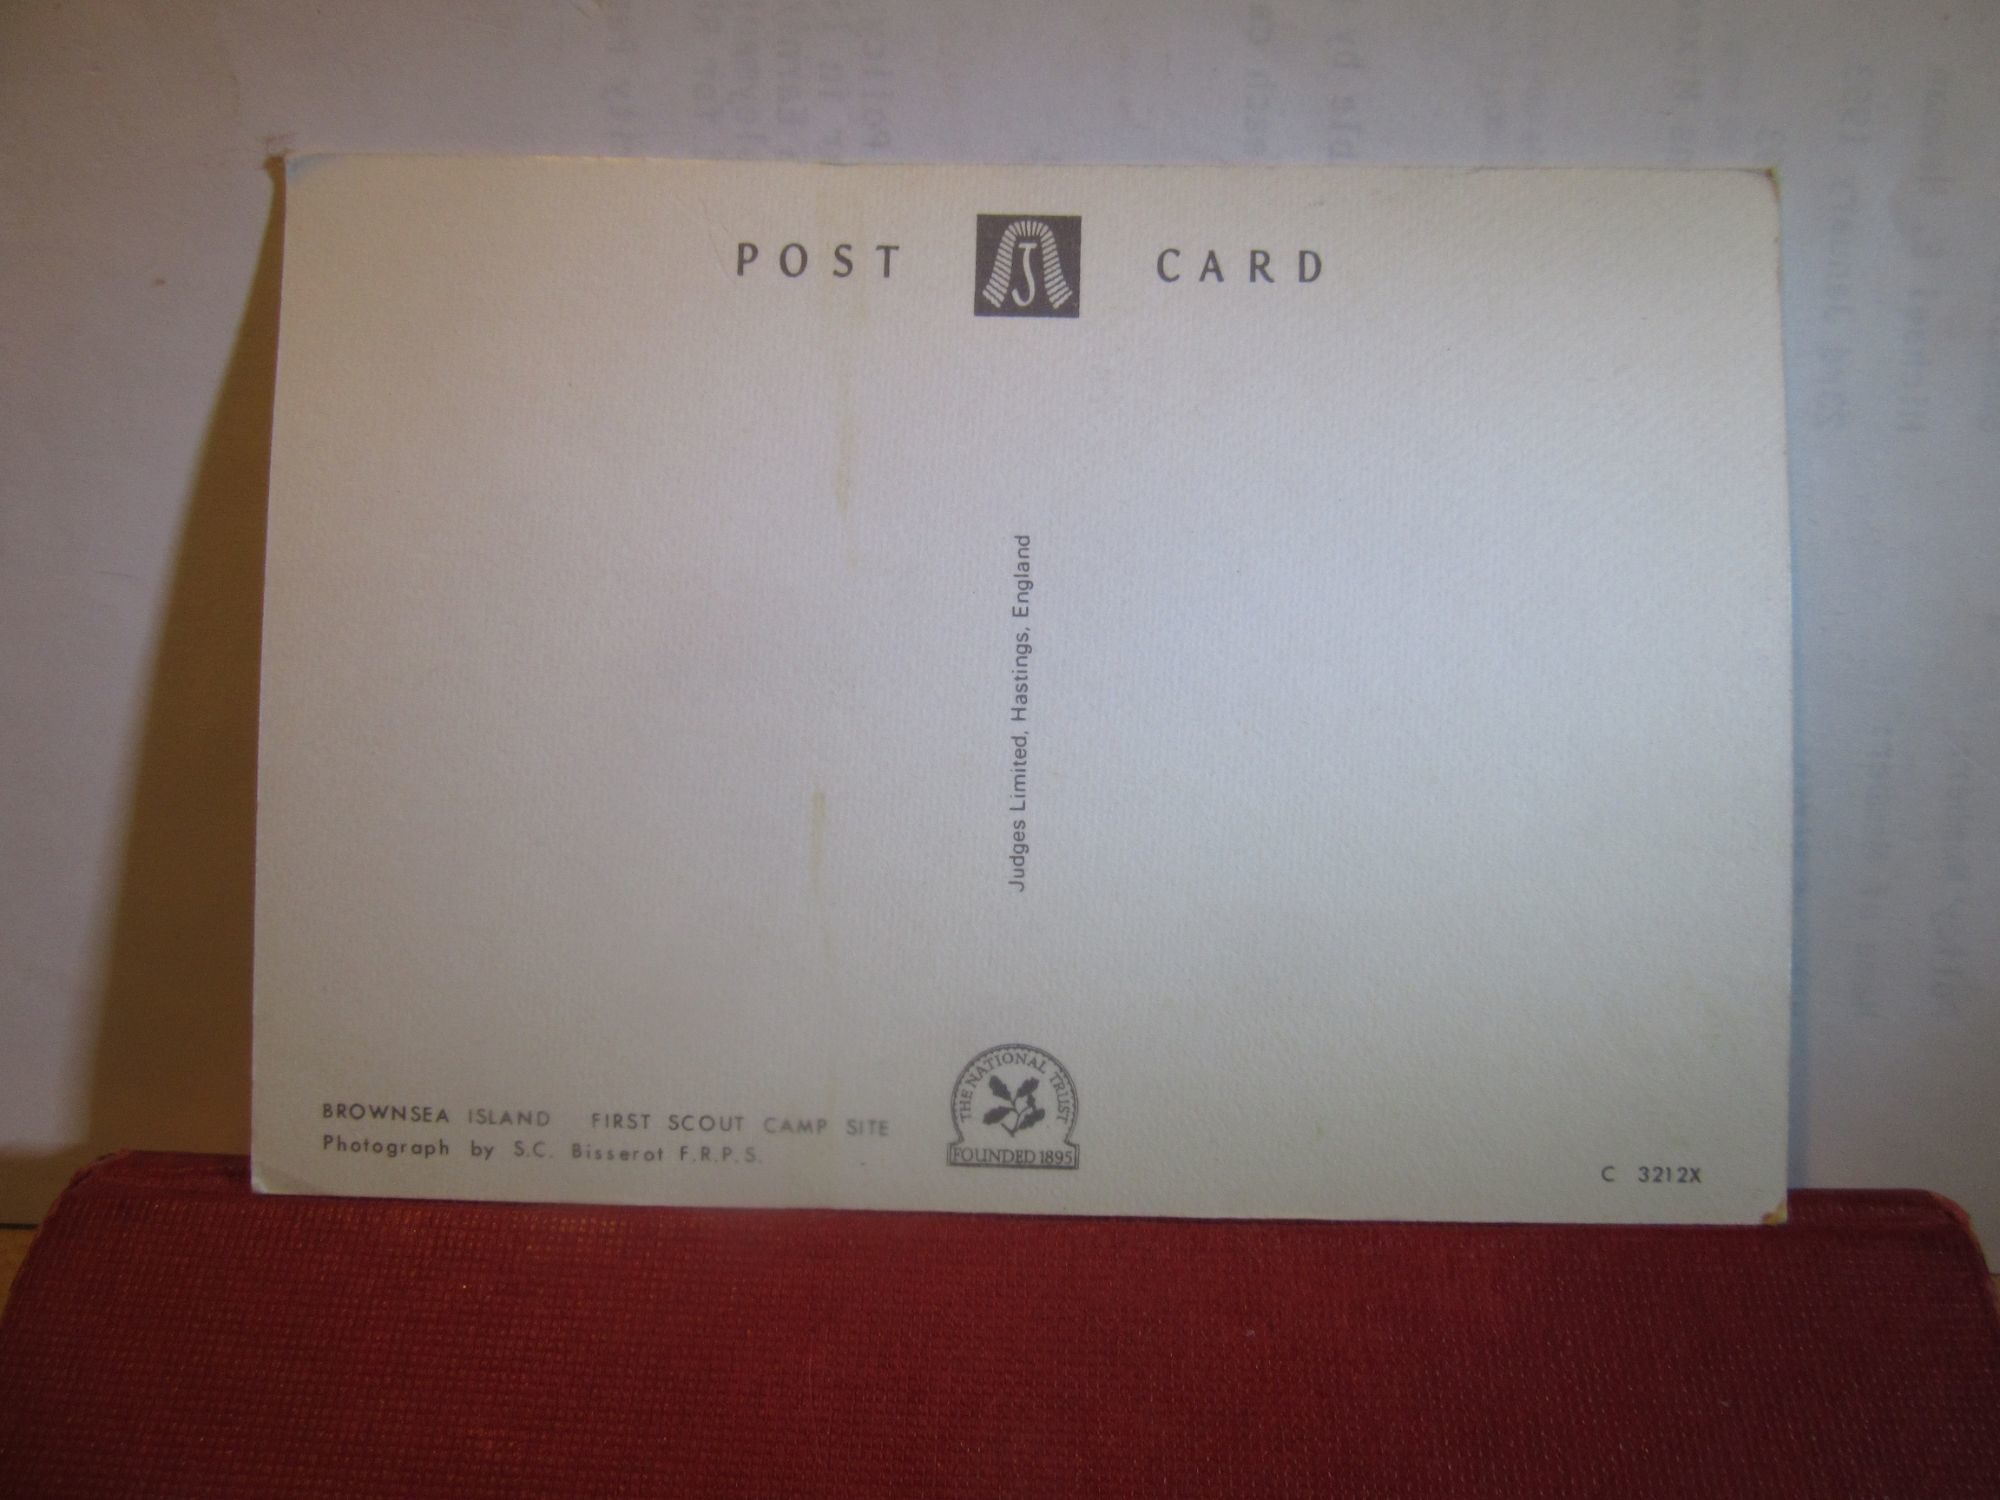 POST CARD
J
Judges Limited, Hastings, England
BROWNSEA ISLAND FIRST SCOUT CAMP SITE
Photograph by S.C. Bisserot F.R.P.S.
THE NATIONAL TRUST
FOUNDED 1895
C 3212X